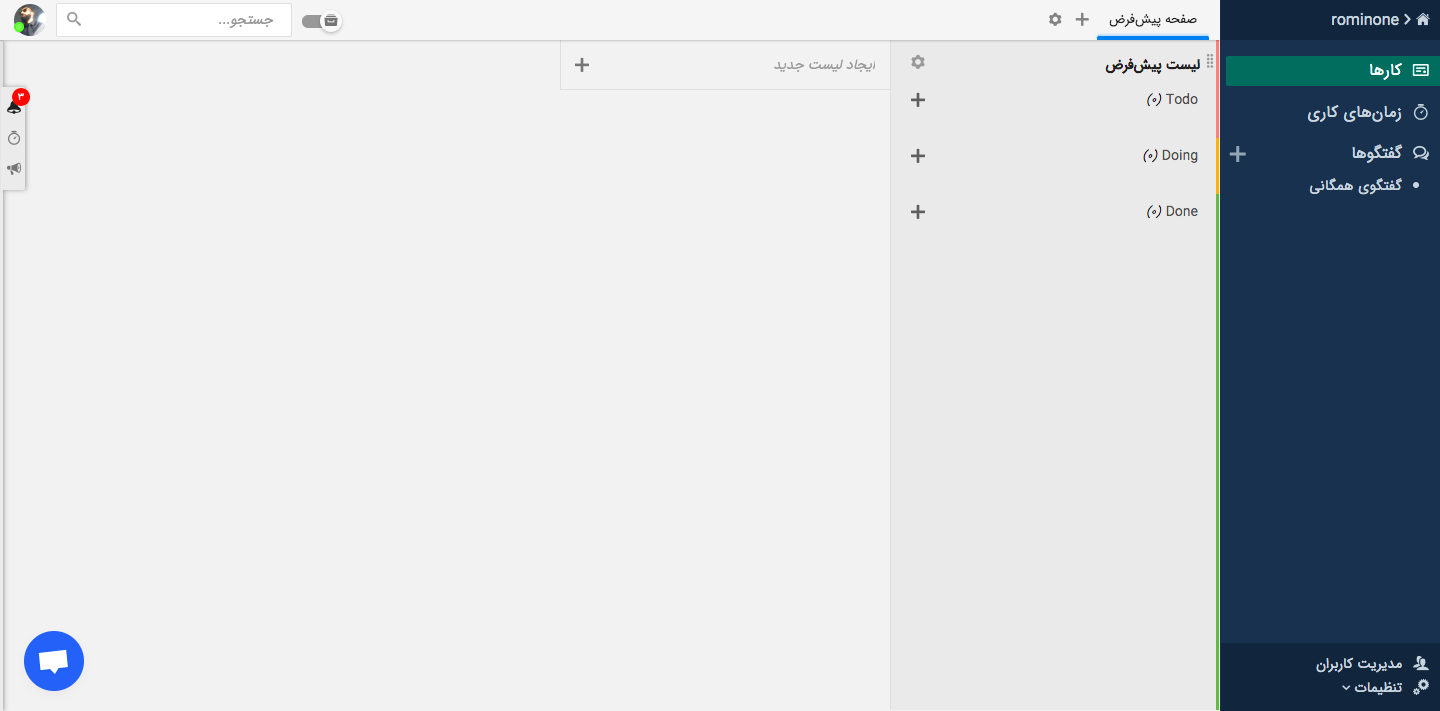 rominone
کارها
زمان‌های کاری
گفتگوها
گفتگوی همگانی
مدیریت کاربران
تنظیمات
صفحه پیش‌فرض
جستجو...
لیست پیش‌فرض
Todo (۰)
Doing (۰)
Done (۰)
ایجاد لیست جدید
۳